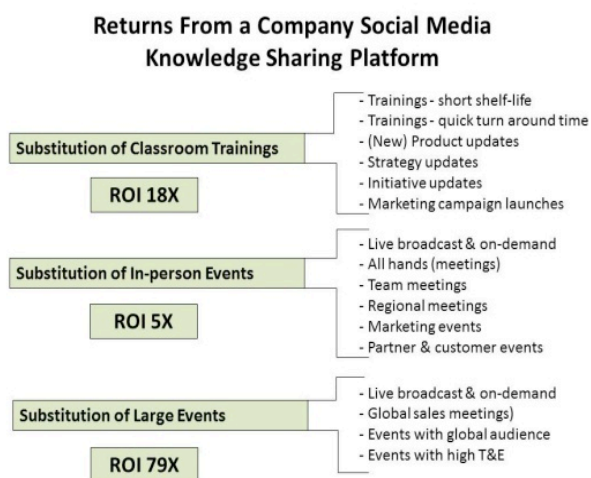 Returns From a Company Social Media
Knowledge Sharing Platform
Substitution of Classroom Trainings
ROI 18X
- Trainings - short shelf-life
- Trainings - quick turn around time
- (New) Product updates
- Strategy updates
- Initiative updates
- Marketing campaign launches
Substitution of In-person Events
ROI 5X
- Live broadcast & on-demand
- All hands (meetings)
- Team meetings
- Regional meetings
- Marketing events
- Partner & customer events
Substitution of Large Events
ROI 79X
- Live broadcast & on-demand
- Global sales meetings)
- Events with global audience
- Events with high T&E